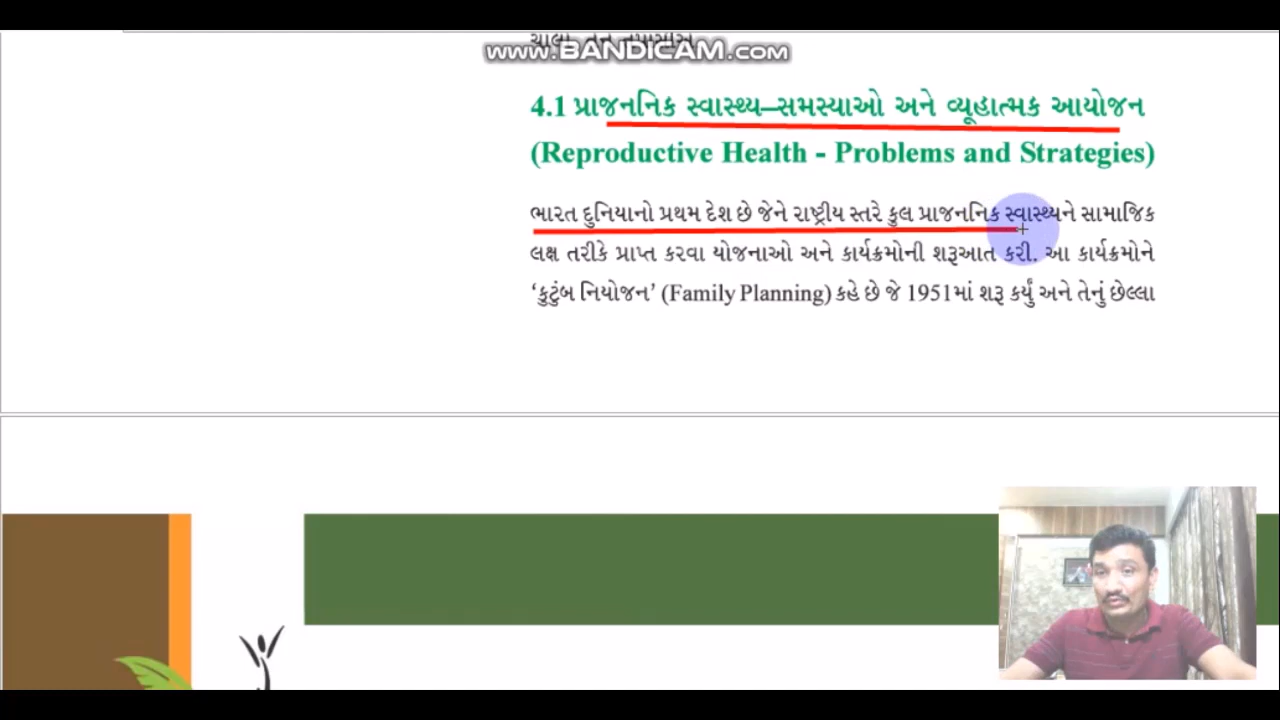 www.BANDICAM.com
4.1 પ્રાજનનિક સ્વાસ્થ્ય–સમસ્યાઓ અને વ્યૂહાત્મક આયોજન
(Reproductive Health - Problems and Strategies)
ભારત દુનિયાનો પ્રથમ દેશ છે જેને રાષ્ટ્રીય સ્તરે કુલ પ્રાજનનિક સ્વાસ્થ્યને સામાજિક
લક્ષ તરીકે પ્રાપ્ત કરવા યોજનાઓ અને કાર્યક્રમોની શરૂઆત કરી. આ કાર્યક્રમોને
‘કુટુંબ નિયોજન’ (Family Planning) કહે છે જે 1951માં શરૂ કર્યું અને તેનું છેલ્લા